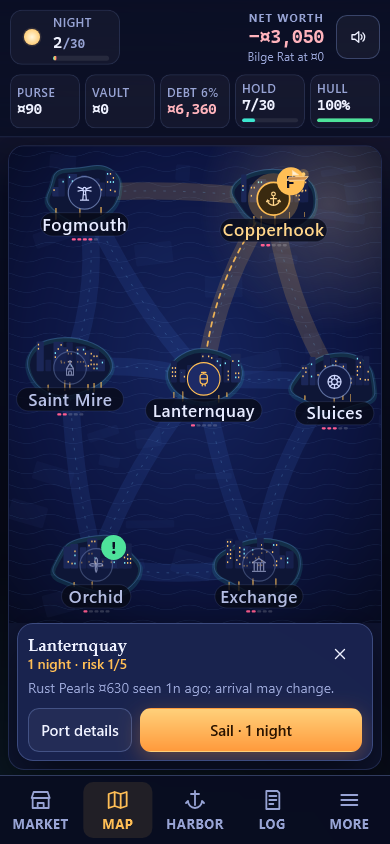 NIGHT
2/30
NET WORTH
−¤3,050
Bilge Rat at ¤0
PURSE
¤90
VAULT
¤0
DEBT 6%
¤6,360
HOLD
7/30
HULL
100%
Fogmouth
F
Copperhook
Saint Mire
Lanternquay
Sluices
!
Orchid
Exchange
Lanternquay
1 night · risk 1/5
Rust Pearls ¤630 seen 1n ago; arrival may change.
Port details
Sail · 1 night
MARKET
MAP
HARBOR
LOG
MORE